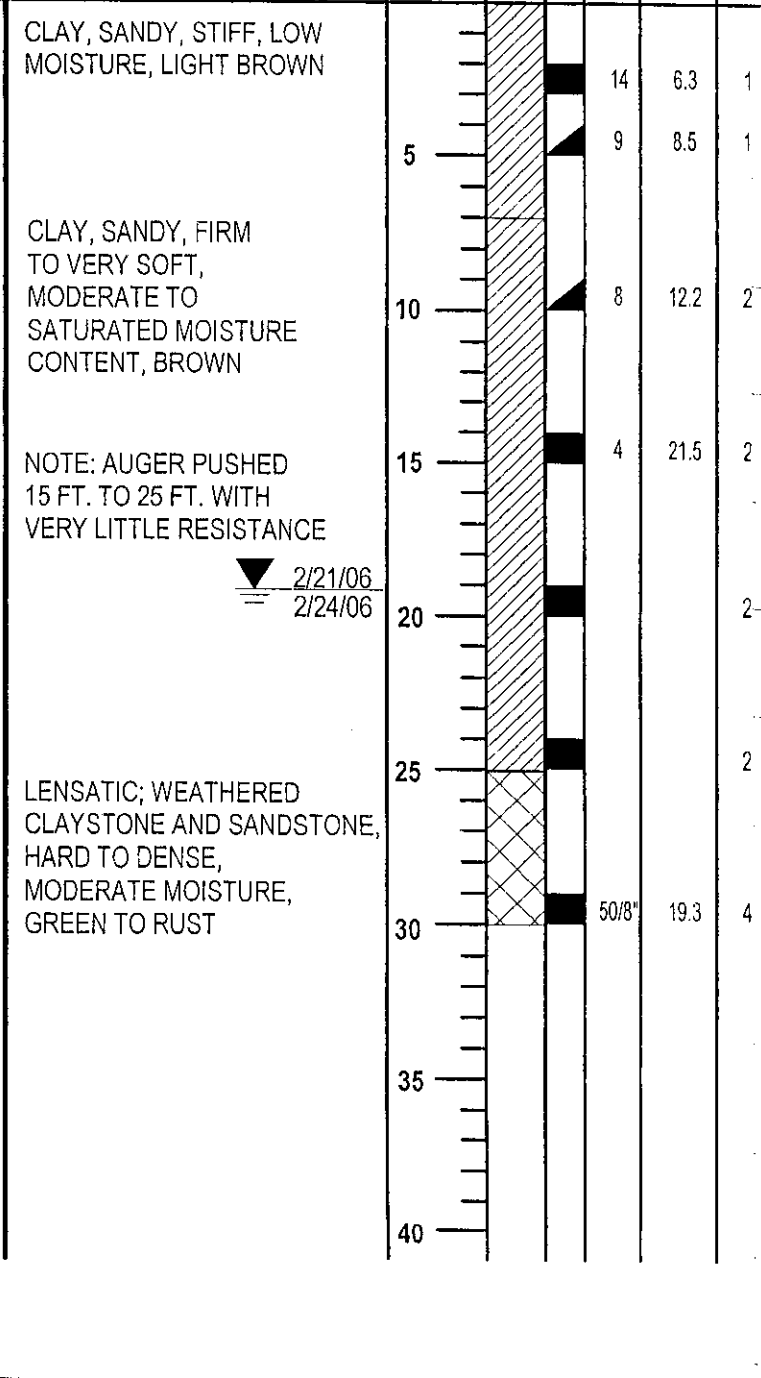 CLAY, SANDY, STIFF, LOW
MOISTURE, LIGHT BROWN
14 6.3 1
5 9 8.5 1
CLAY, SANDY, FIRM
TO VERY SOFT,
MODERATE TO
SATURATED MOISTURE
CONTENT, BROWN
10 8 12.2 2
NOTE: AUGER PUSHED
15 FT. TO 25 FT. WITH
VERY LITTLE RESISTANCE
15 4 21.5 2
2/21/06
2/24/06
20 2
25 2
LENSATIC; WEATHERED
CLAYSTONE AND SANDSTONE,
HARD TO DENSE,
MODERATE MOISTURE,
GREEN TO RUST
30 50/8" 19.3 4
35
40